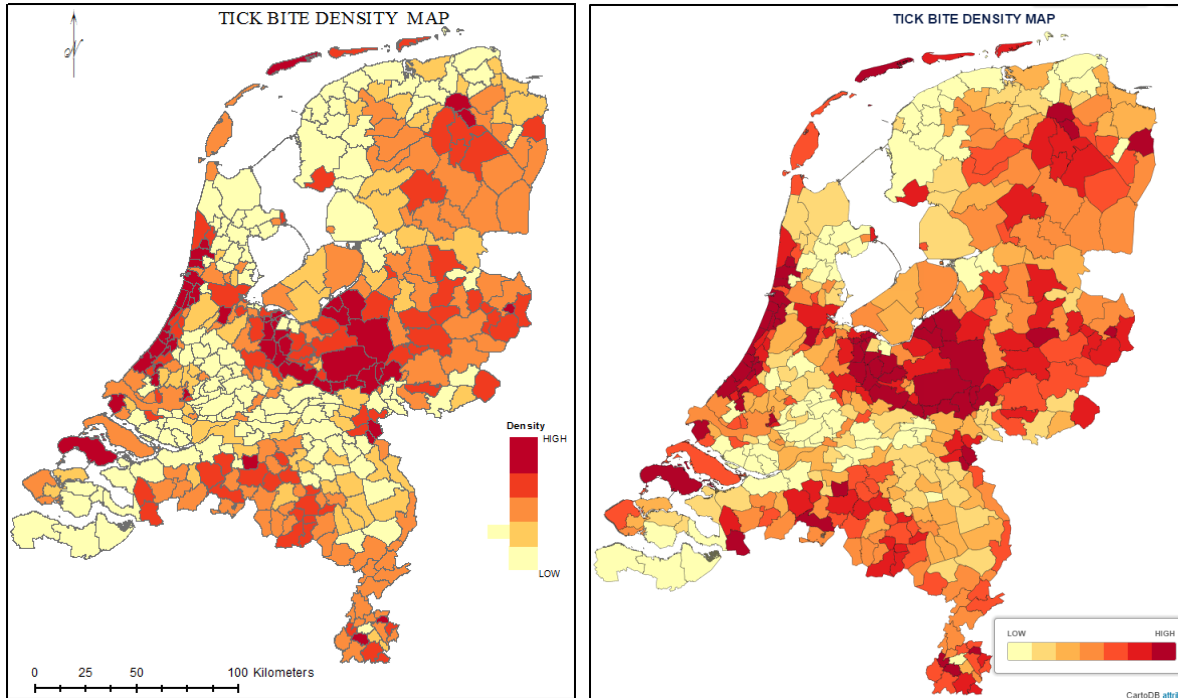 TICK BITE DENSITY MAP
N
Density
HIGH
LOW
0 25 50 100 Kilometers
TICK BITE DENSITY MAP
LOW HIGH
CartoDB attri